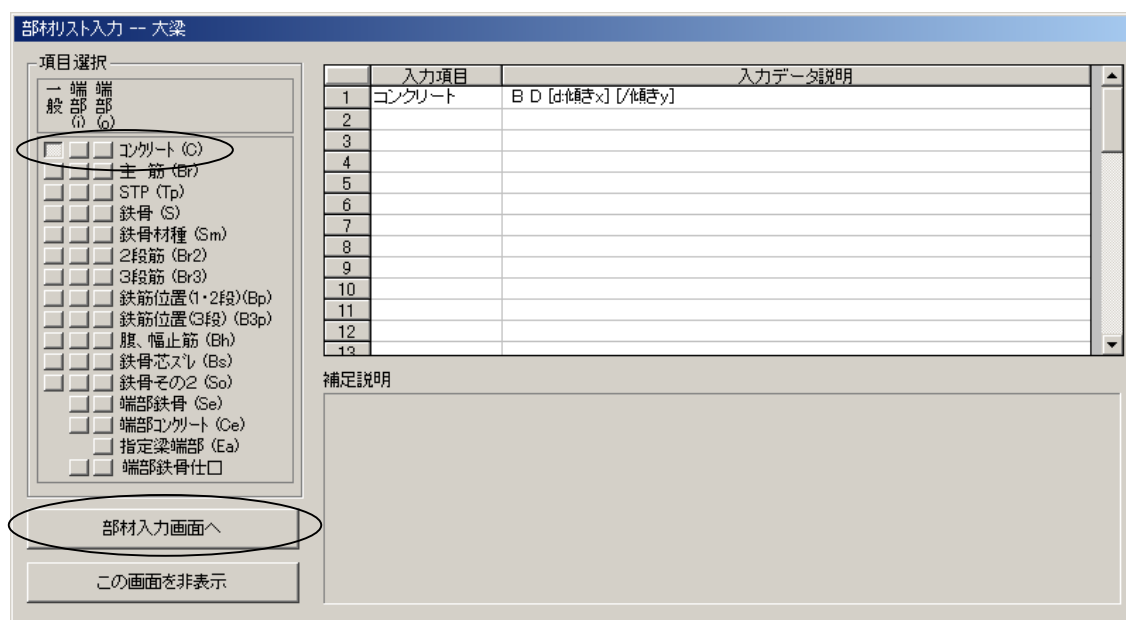 部材リスト入力 -- 大梁
項目選択
一般 端部(i) 端部(o)
コンクリート (C)
主 筋 (Br)
STP (Tp)
鉄骨 (S)
鉄骨材種 (Sm)
2段筋 (Br2)
3段筋 (Br3)
鉄筋位置(1・2段)(Bp)
鉄筋位置(3段) (B3p)
腹、幅止筋 (Bh)
鉄骨芯ズレ (Bs)
鉄骨その2 (So)
端部鉄骨 (Se)
端部コンクリート (Ce)
指定梁端部 (Ea)
端部鉄骨仕口
部材入力画面へ
この画面を非表示
入力項目 入力データ説明
1 コンクリート B D [d:傾きx] [/傾きy]
2
3
4
5
6
7
8
9
10
11
12
13
補足説明